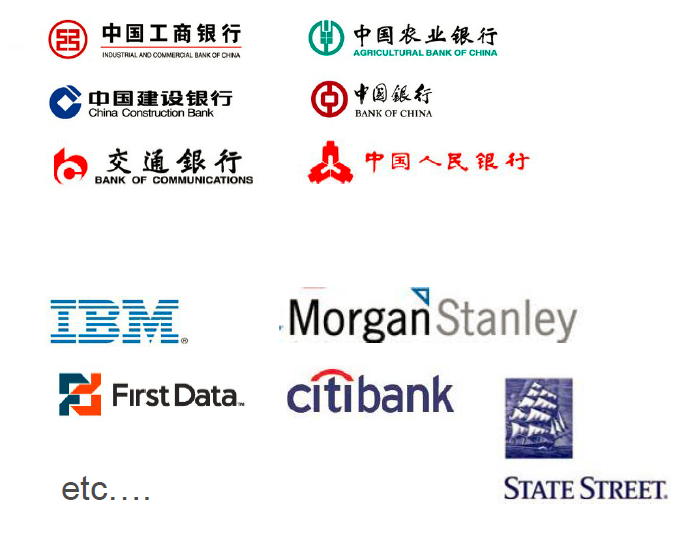 中国工商银行
INDUSTRIAL AND COMMERCIAL BANK OF CHINA
中国农业银行
AGRICULTURAL BANK OF CHINA
中国建设银行
China Construction Bank
中国銀行
BANK OF CHINA
交通銀行
BANK OF COMMUNICATIONS
中国人民银行
IBM®
Morgan Stanley
First Data™
citibank
STATE STREET.
etc....